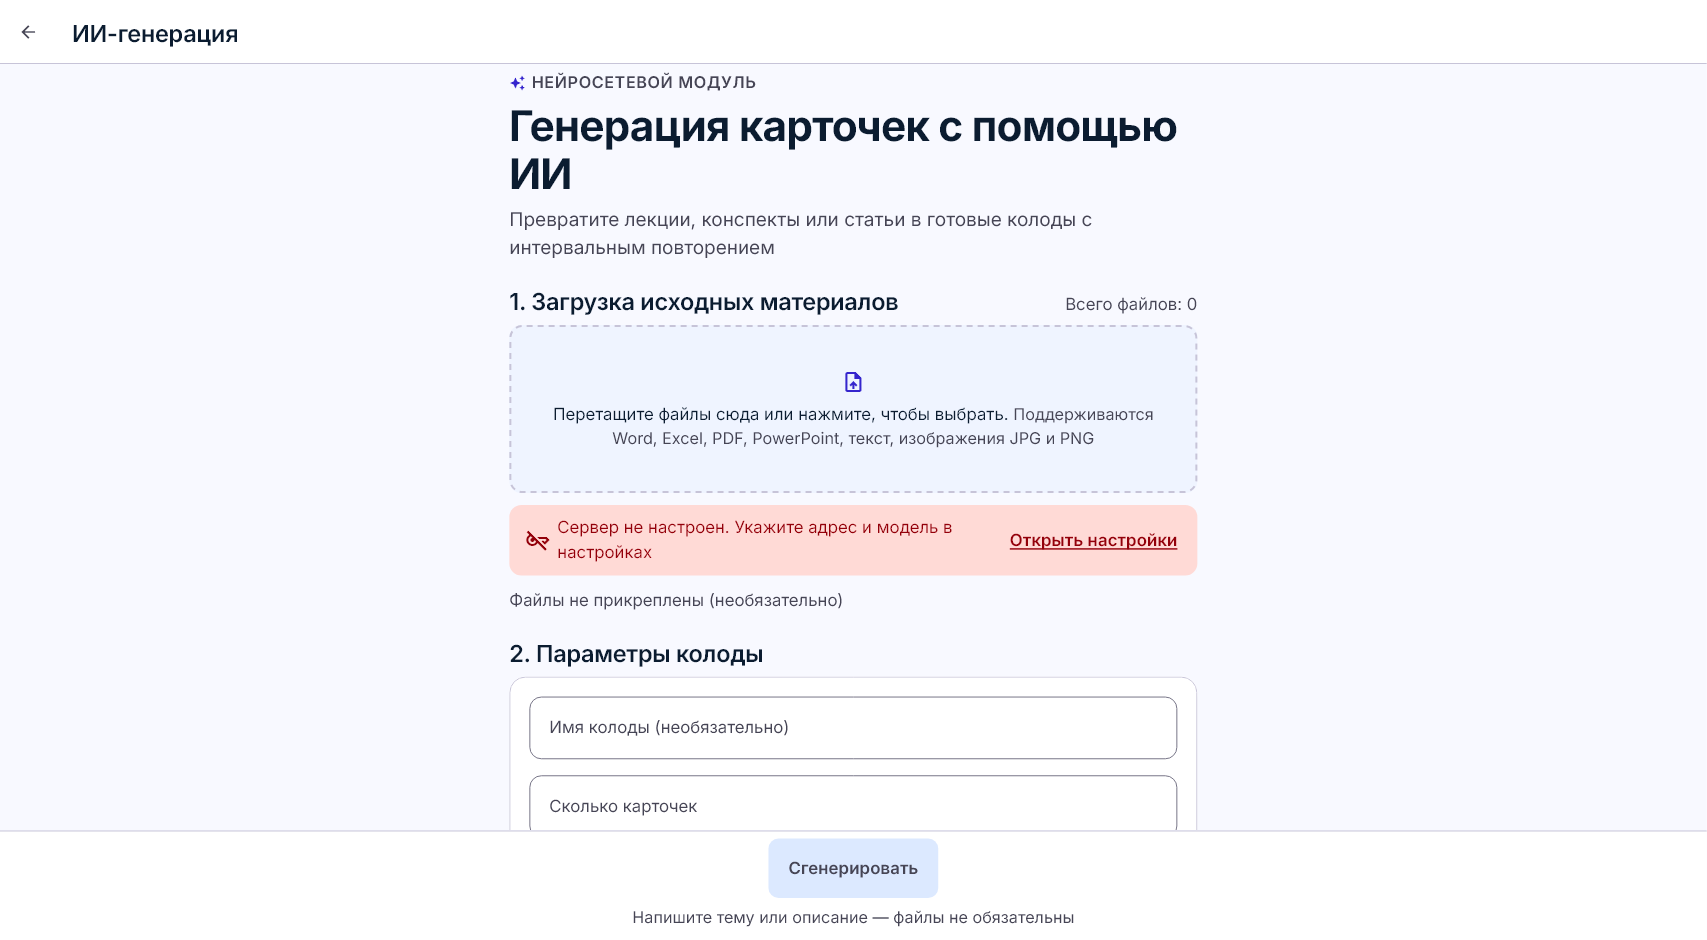 ИИ-генерация
НЕЙРОСЕТЕВОЙ МОДУЛЬ
Генерация карточек с помощью
ИИ
Превратите лекции, конспекты или статьи в готовые колоды с
интервальным повторением
1. Загрузка исходных материалов
Всего файлов: 0
Перетащите файлы сюда или нажмите, чтобы выбрать. Поддерживаются
Word, Excel, PDF, PowerPoint, текст, изображения JPG и PNG
Сервер не настроен. Укажите адрес и модель в
настройках
Открыть настройки
Файлы не прикреплены (необязательно)
2. Параметры колоды
Имя колоды (необязательно)
Сколько карточек
Сгенерировать
Напишите тему или описание — файлы не обязательны